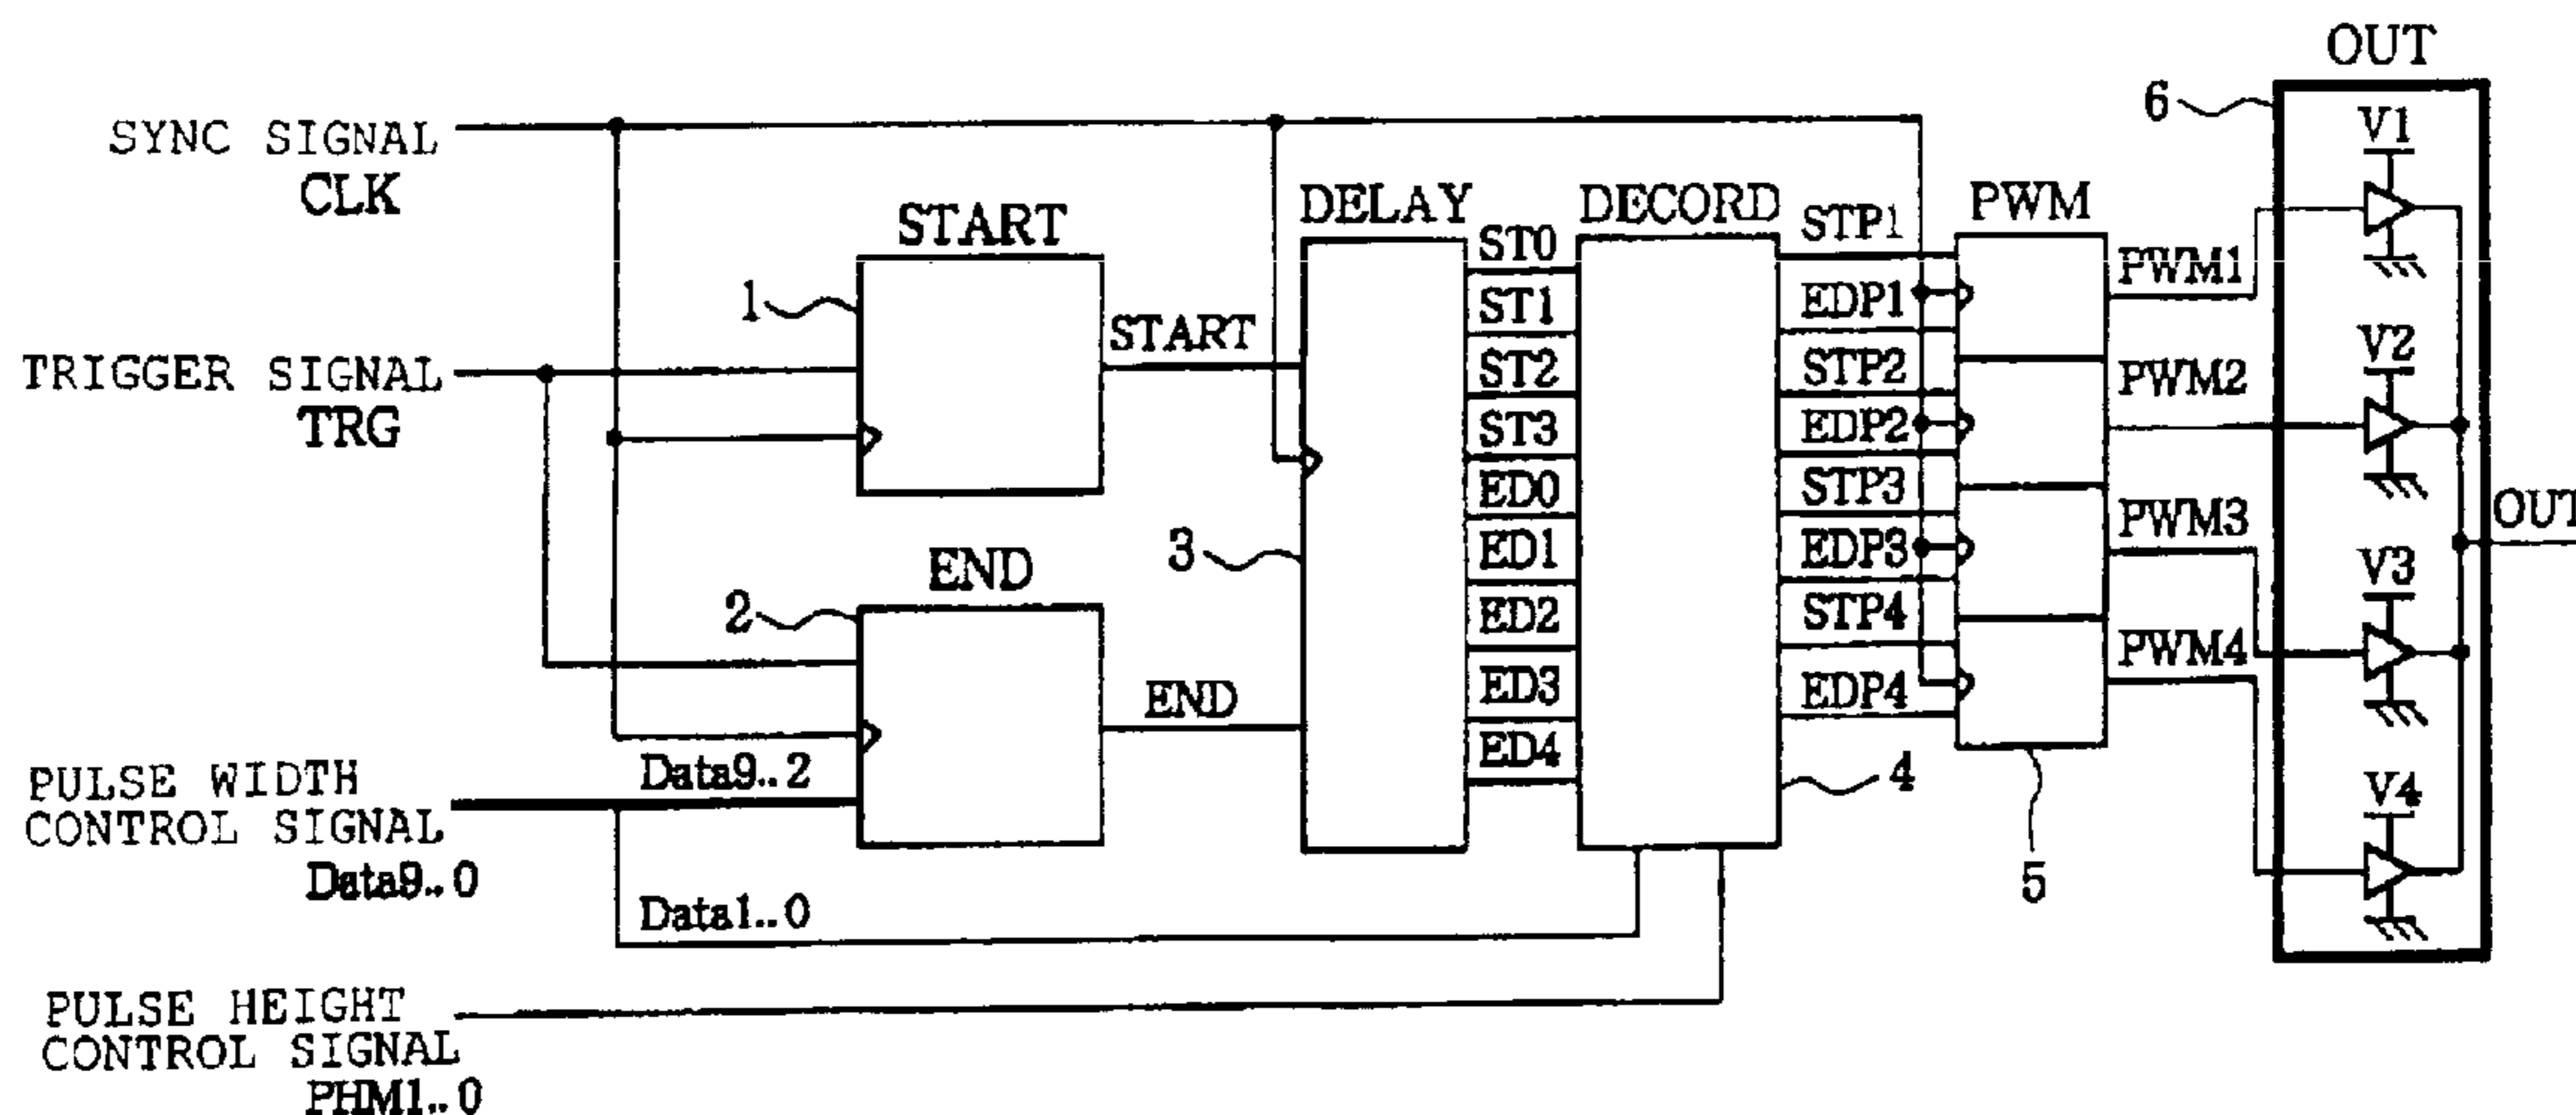 SYNC SIGNAL
CLK
TRIGGER SIGNAL
TRG
PULSE WIDTH
CONTROL SIGNAL
Data9..0
PULSE HEIGHT
CONTROL SIGNAL
PHM1..0
START
1
START
END
2
END
Data9..2
Data1..0
DELAY
3
ST0
ST1
ST2
ST3
ED0
ED1
ED2
ED3
ED4
DECORD
4
STP1
EDP1
STP2
EDP2
STP3
EDP3
STP4
EDP4
PWM
5
PWM1
PWM2
PWM3
PWM4
OUT
6
V1
V2
V3
V4
OUT